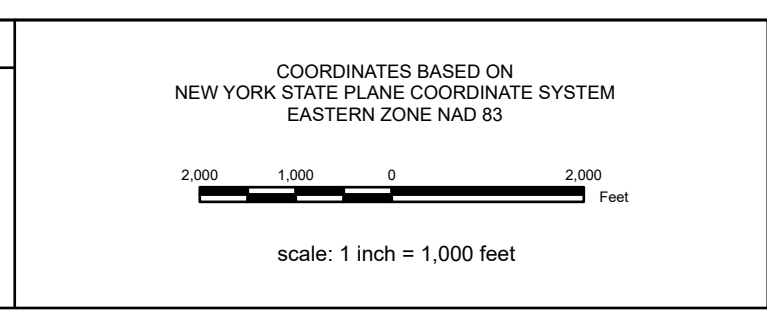 COORDINATES BASED ON
NEW YORK STATE PLANE COORDINATE SYSTEM
EASTERN ZONE NAD 83
2,000 1,000 0 2,000
Feet
scale: 1 inch = 1,000 feet